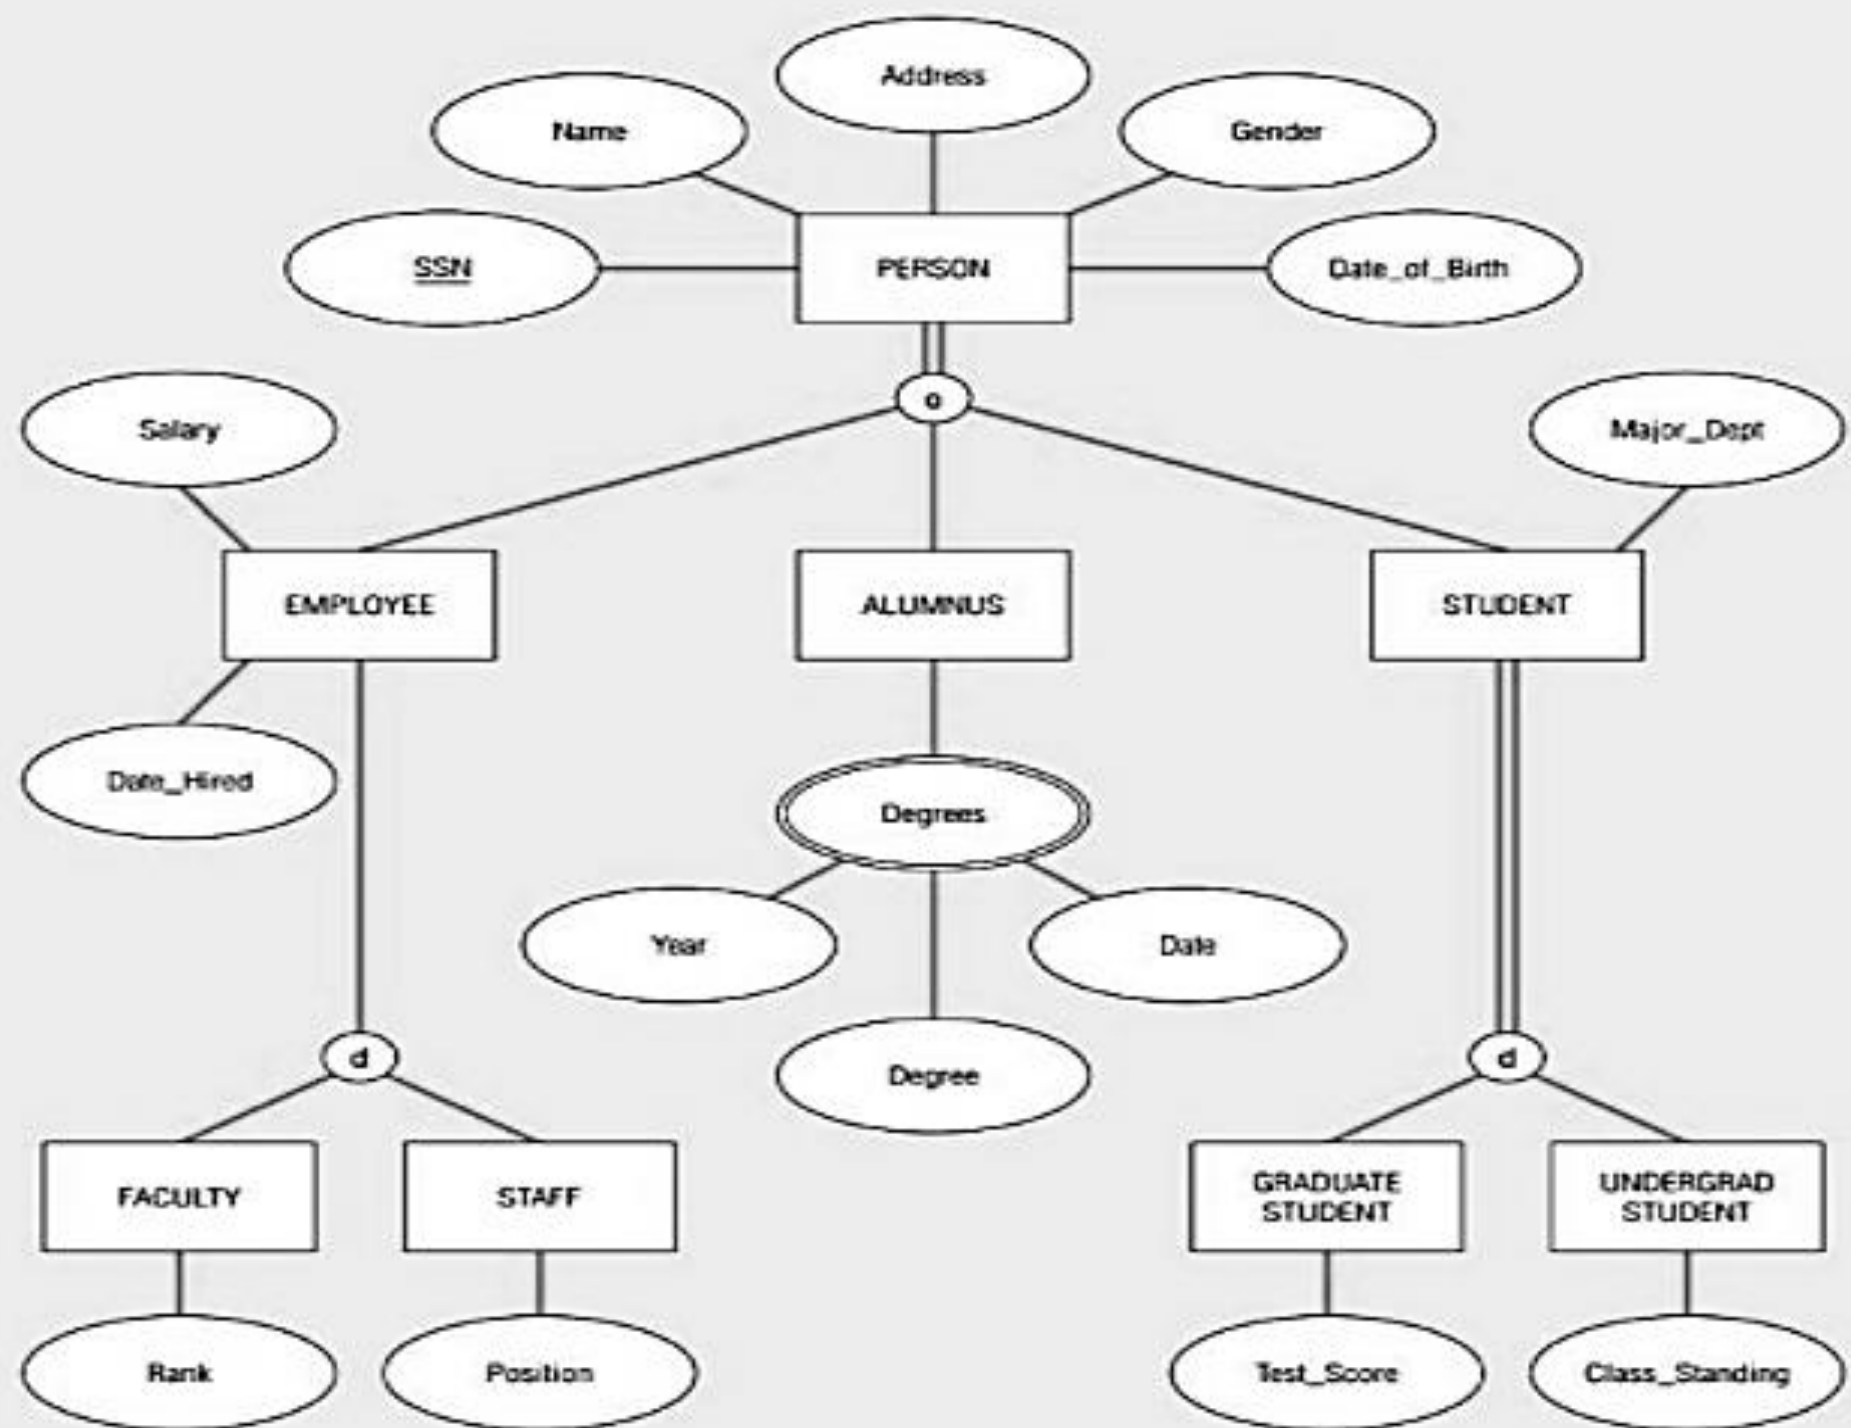 Address
Name
Gender
SSN
PERSON
Date_of_Birth
o
Salary
Major_Dept
EMPLOYEE
ALUMNUS
STUDENT
Date_Hired
Degrees
Year
Date
d
d
Degree
FACULTY
STAFF
GRADUATE
STUDENT
UNDERGRAD
STUDENT
Rank
Position
Test_Score
Class_Standing